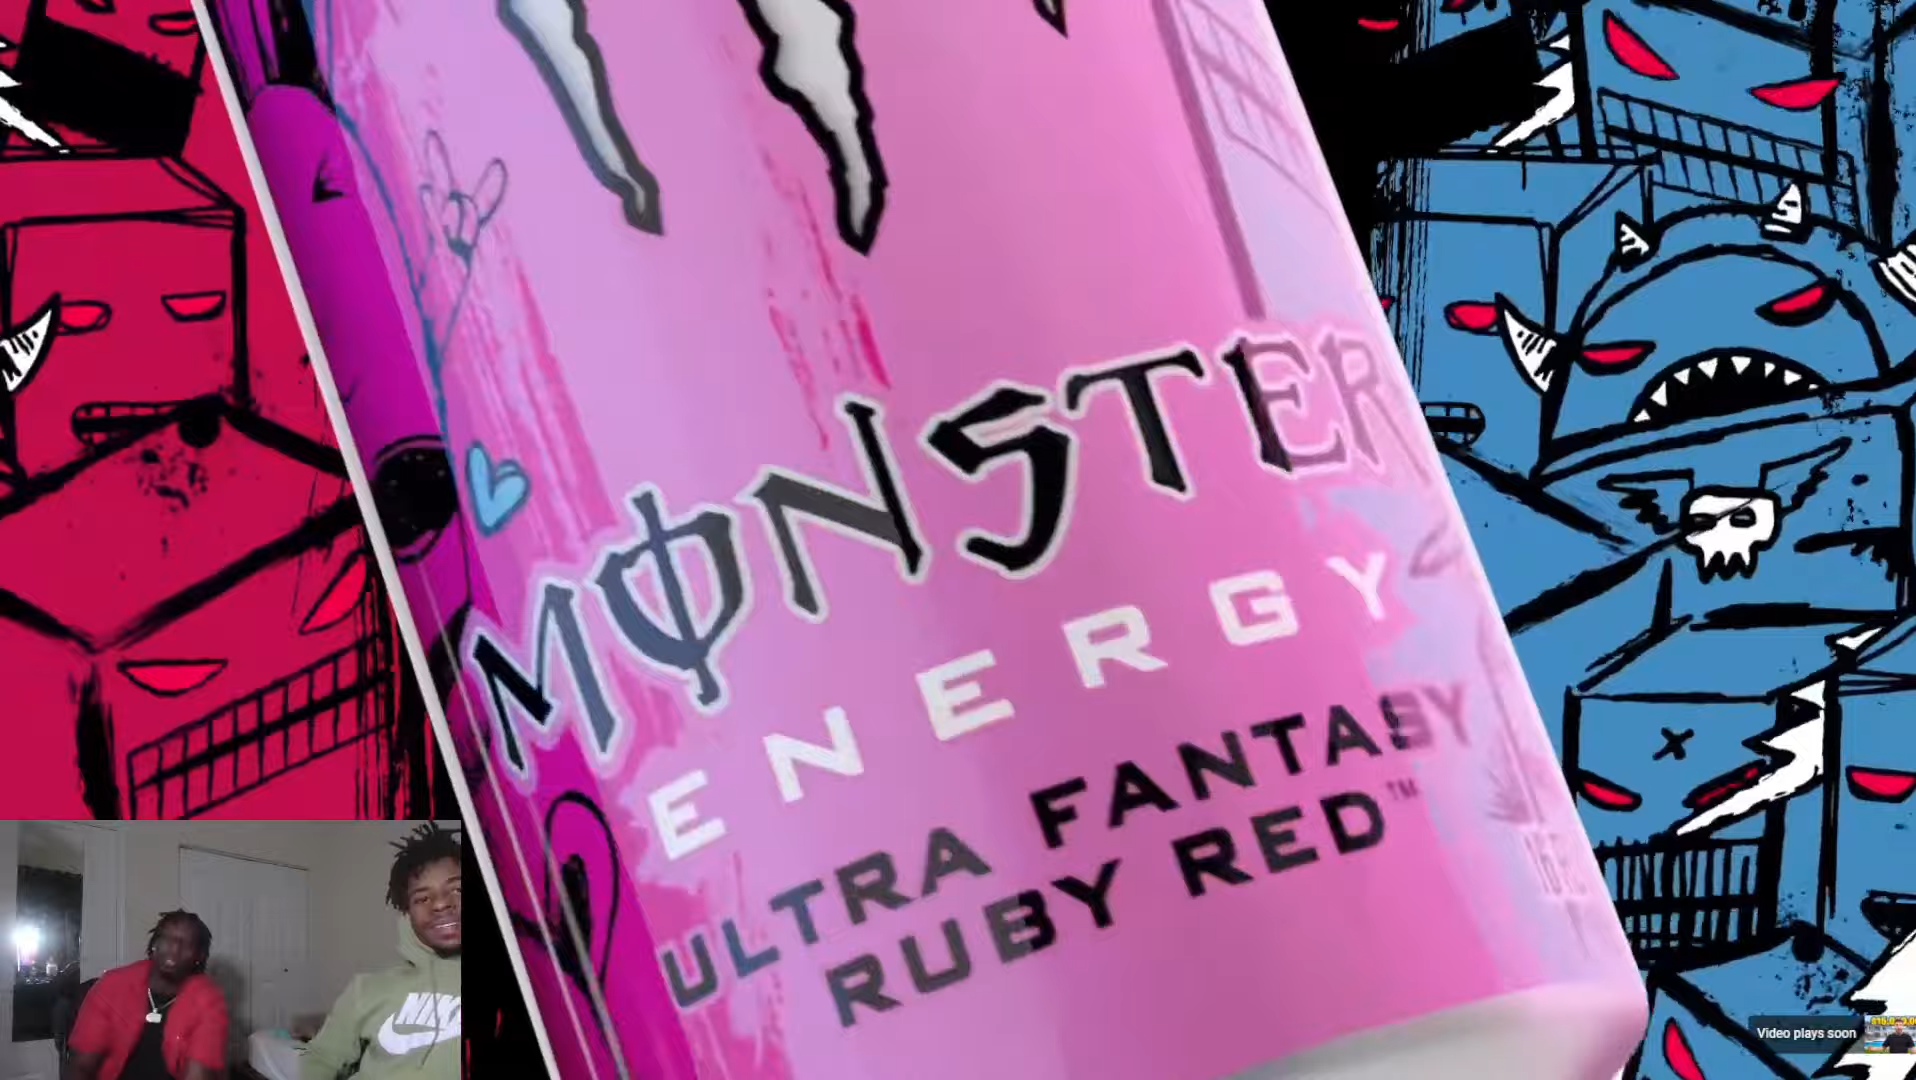 MONSTER
ENERGY
ULTRA FANTASY
RUBY RED™
NIKE
Video plays soon